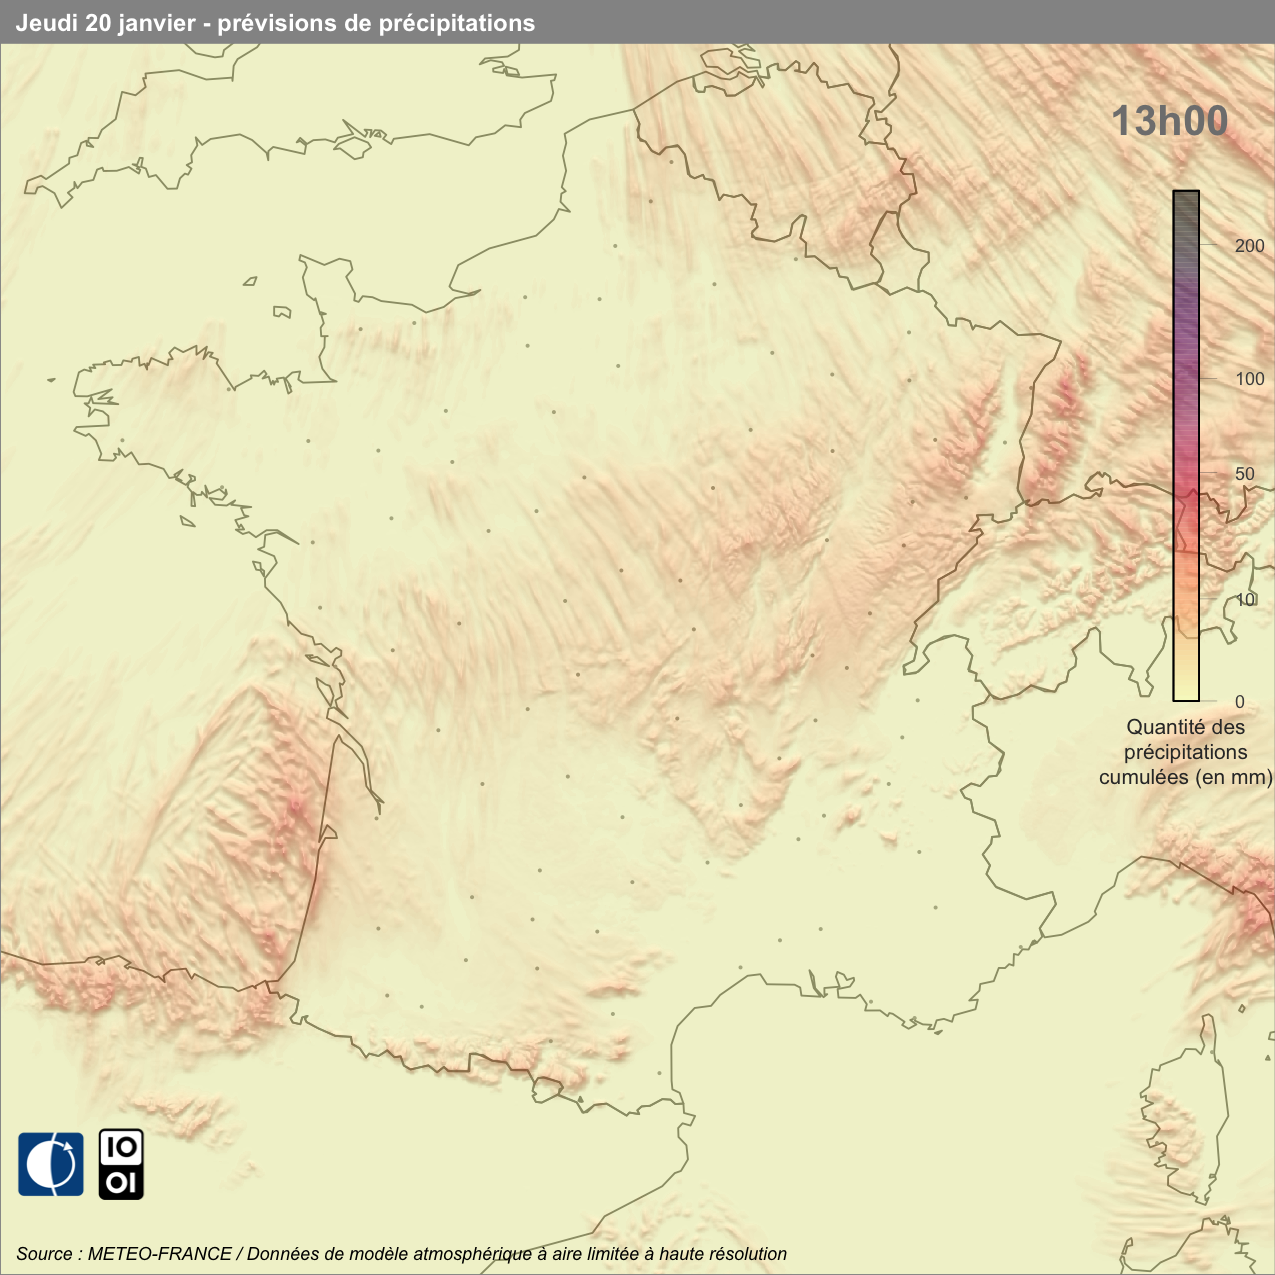 Jeudi 20 janvier - prévisions de précipitations
13h00
200
100
50
10
0
Quantité des
précipitations
cumulées (en mm)
IO
OI
Source : METEO-FRANCE / Données de modèle atmosphérique à aire limitée à haute résolution